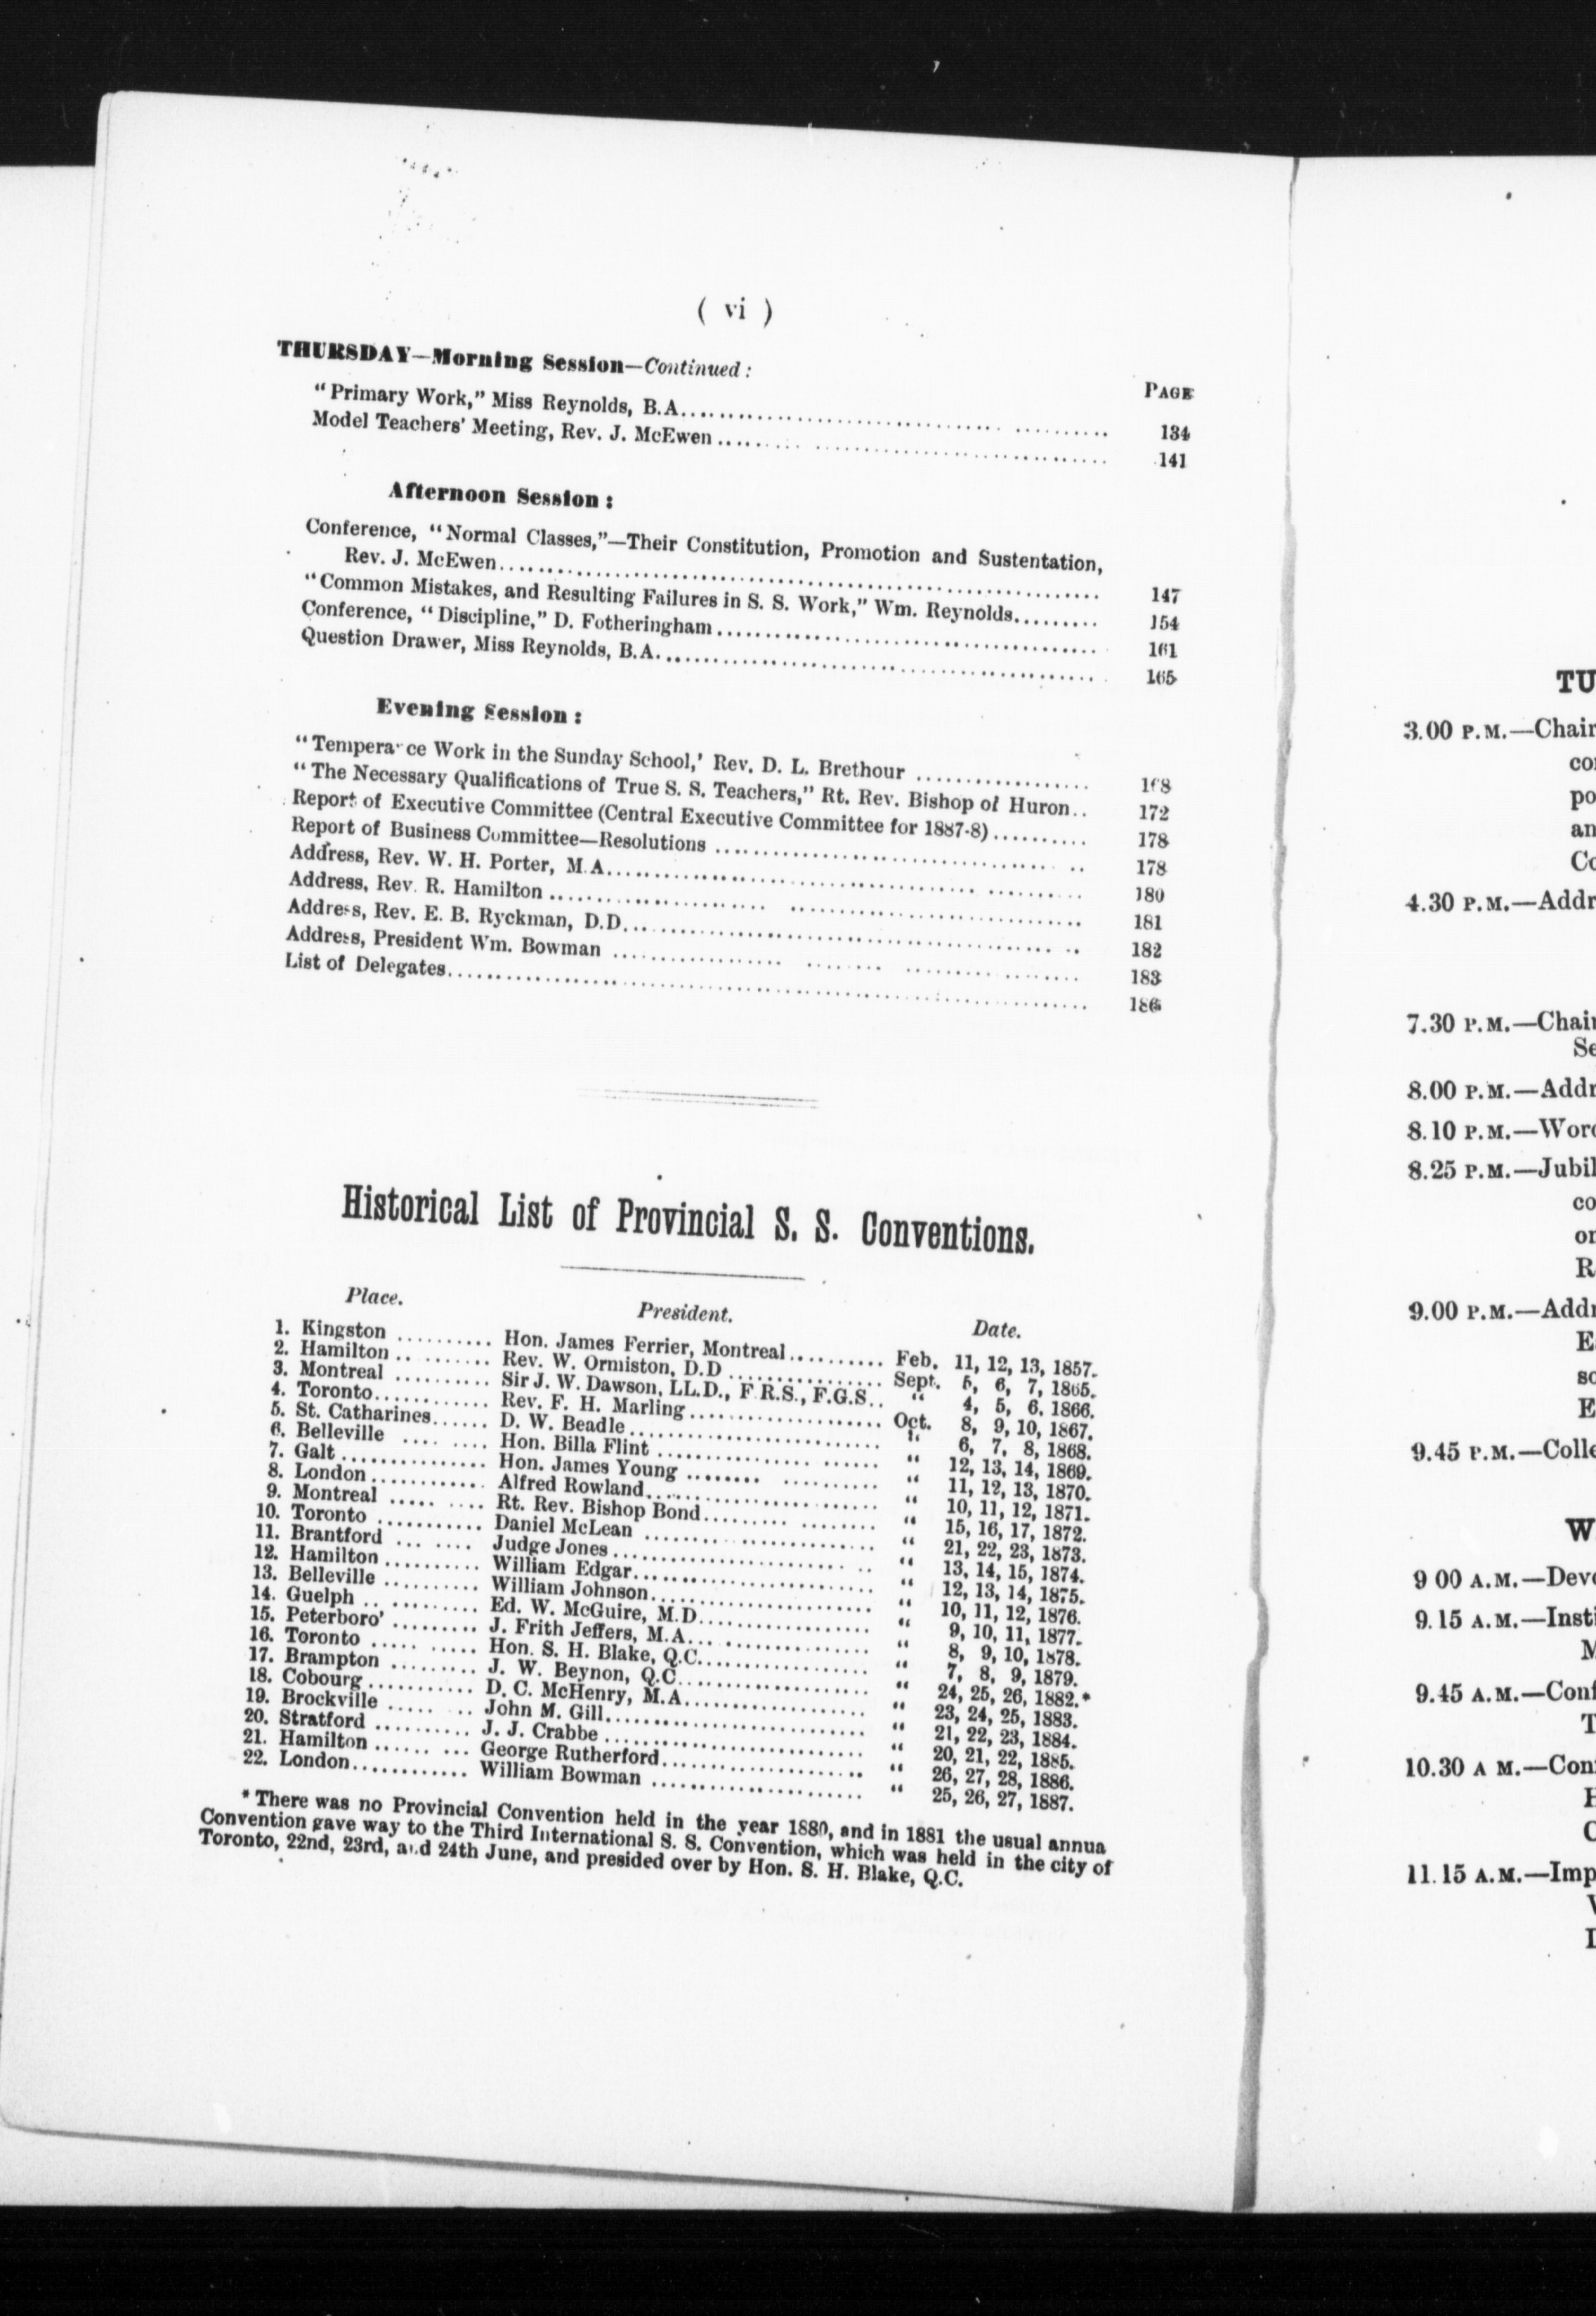 ( vi )
THURSDAY—Morning Session—Continued:
PAGE
“Primary Work,” Miss Reynolds, B.A. 134
Model Teachers' Meeting, Rev. J. McEwen 141
Afternoon Session:
Conference, “Normal Classes,”—Their Constitution, Promotion and Sustentation,
Rev. J. McEwen 147
“Common Mistakes, and Resulting Failures in S. S. Work,” Wm. Reynolds 154
Conference, “Discipline,” D. Fotheringham 161
Question Drawer, Miss Reynolds, B.A. 165
Evening Session:
“Temperance Work in the Sunday School,' Rev. D. L. Brethour 168
“The Necessary Qualifications of True S. S. Teachers,” Rt. Rev. Bishop of Huron 172
Report of Executive Committee (Central Executive Committee for 1887-8) 178
Report of Business Committee—Resolutions 178
Address, Rev. W. H. Porter, M.A. 180
Address, Rev. R. Hamilton 181
Address, Rev. E. B. Ryckman, D.D. 182
Address, President Wm. Bowman 183
List of Delegates 186
Historical List of Provincial S. S. Conventions.
Place. President. Date.
1. Kingston Hon. James Ferrier, Montreal Feb. 11, 12, 13, 1857.
2. Hamilton Rev. W. Ormiston, D.D Sept. 5, 6, 7, 1865.
3. Montreal Sir J. W. Dawson, LL.D., F.R.S., F.G.S. “ 4, 5, 6, 1866.
4. Toronto Rev. F. H. Marling Oct. 8, 9, 10, 1867.
5. St. Catharines D. W. Beadle “ 6, 7, 8, 1868.
6. Belleville Hon. Billa Flint “ 12, 13, 14, 1869.
7. Galt Hon. James Young “ 11, 12, 13, 1870.
8. London Alfred Rowland “ 10, 11, 12, 1871.
9. Montreal Rt. Rev. Bishop Bond “ 15, 16, 17, 1872.
10. Toronto Daniel McLean “ 21, 22, 23, 1873.
11. Brantford Judge Jones “ 13, 14, 15, 1874.
12. Hamilton William Edgar “ 12, 13, 14, 1875.
13. Belleville William Johnson “ 10, 11, 12, 1876.
14. Guelph Ed. W. McGuire, M.D. “ 9, 10, 11, 1877.
15. Peterboro' J. Frith Jeffers, M.A. “ 8, 9, 10, 1878.
16. Toronto Hon. S. H. Blake, Q.C. “ 7, 8, 9, 1879.
17. Brampton J. W. Beynon, Q.C. “ 24, 25, 26, 1882.*
18. Cobourg D. C. McHenry, M.A. “ 23, 24, 25, 1883.
19. Brockville John M. Gill “ 21, 22, 23, 1884.
20. Stratford J. J. Crabbe “ 20, 21, 22, 1885.
21. Hamilton George Rutherford “ 26, 27, 28, 1886.
22. London William Bowman “ 25, 26, 27, 1887.
* There was no Provincial Convention held in the year 1880, and in 1881 the usual annua
Convention gave way to the Third International S. S. Convention, which was held in the city of
Toronto, 22nd, 23rd, and 24th June, and presided over by Hon. S. H. Blake, Q.C.
TU
3.00 P.M.—Chair
co
po
an
Co
4.30 P.M.—Addr
7.30 P.M.—Chai
Se
8.00 P.M.—Addr
8.10 P.M.—Wor
8.25 P.M.—Jubil
co
or
R
9.00 P.M.—Add
E
so
E
9.45 P.M.—Colle
W
9 00 A.M.—Dev
9.15 A.M.—Insti
M
9.45 A.M.—Conf
T
10.30 A M.—Con
H
C
11.15 A.M.—Imp